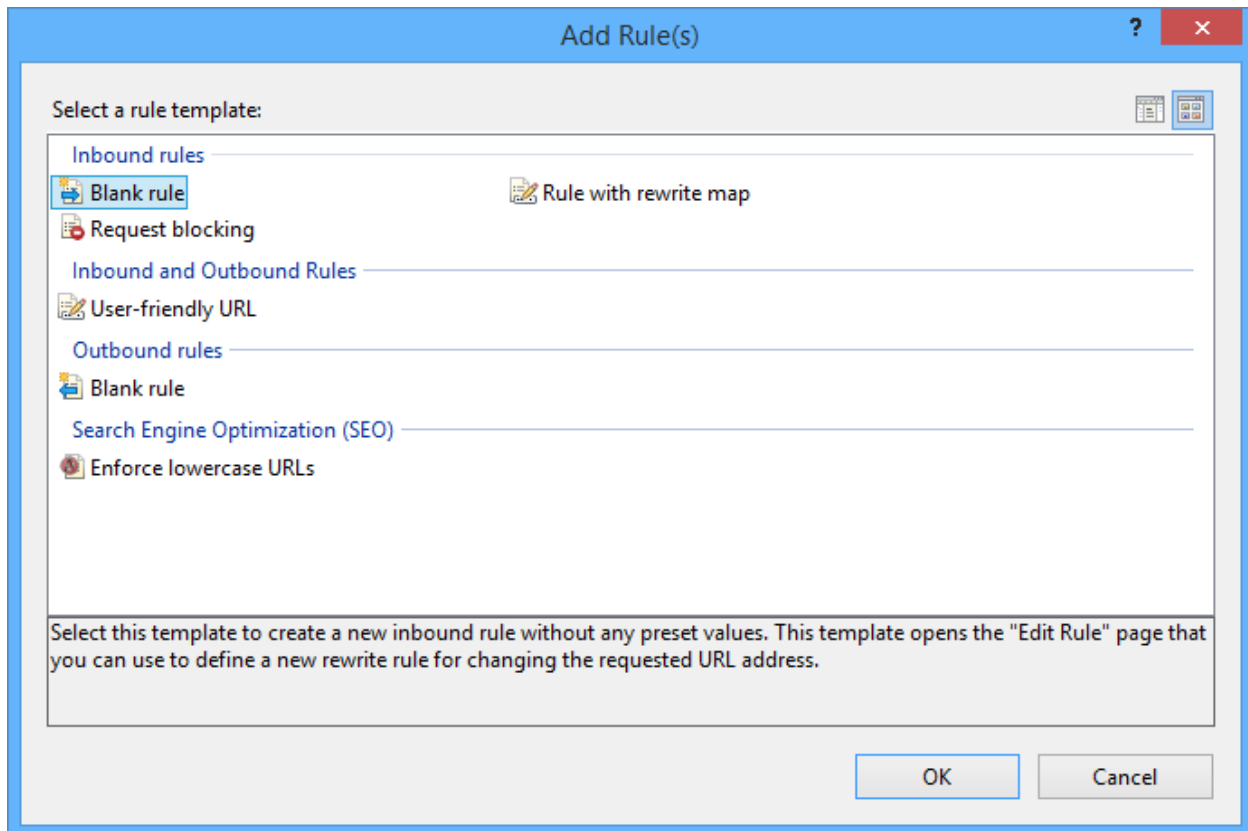 Add Rule(s)
?
Select a rule template:
Inbound rules
Blank rule
Rule with rewrite map
Request blocking
Inbound and Outbound Rules
User-friendly URL
Outbound rules
Blank rule
Search Engine Optimization (SEO)
Enforce lowercase URLs
Select this template to create a new inbound rule without any preset values. This template opens the "Edit Rule" page that
you can use to define a new rewrite rule for changing the requested URL address.
OK
Cancel